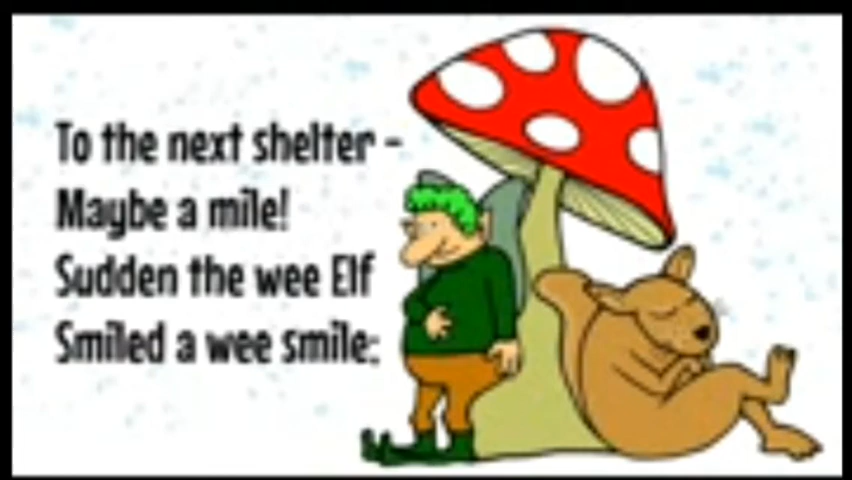 To the next shelter -
Maybe a mile!
Sudden the wee Elf
Smiled a wee smile: